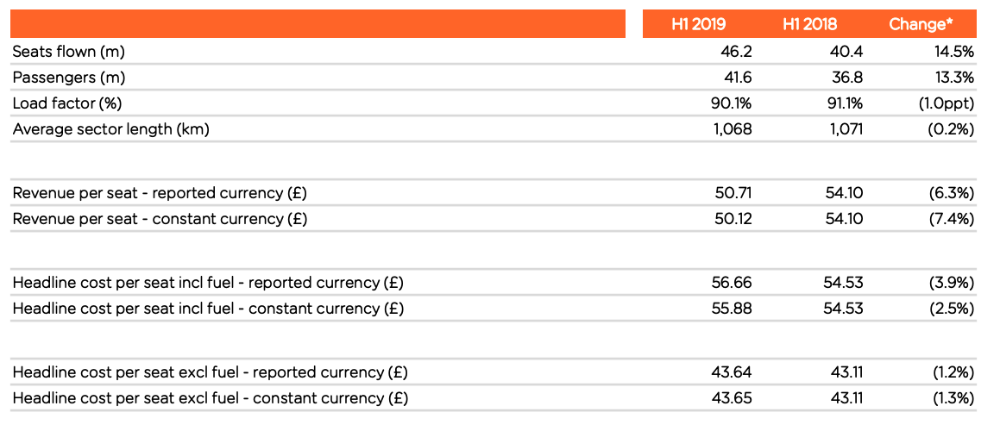 H1 2019 H1 2018 Change*
Seats flown (m) 46.2 40.4 14.5%
Passengers (m) 41.6 36.8 13.3%
Load factor (%) 90.1% 91.1% (1.0ppt)
Average sector length (km) 1,068 1,071 (0.2%)
Revenue per seat - reported currency (£) 50.71 54.10 (6.3%)
Revenue per seat - constant currency (£) 50.12 54.10 (7.4%)
Headline cost per seat incl fuel - reported currency (£) 56.66 54.53 (3.9%)
Headline cost per seat incl fuel - constant currency (£) 55.88 54.53 (2.5%)
Headline cost per seat excl fuel - reported currency (£) 43.64 43.11 (1.2%)
Headline cost per seat excl fuel - constant currency (£) 43.65 43.11 (1.3%)